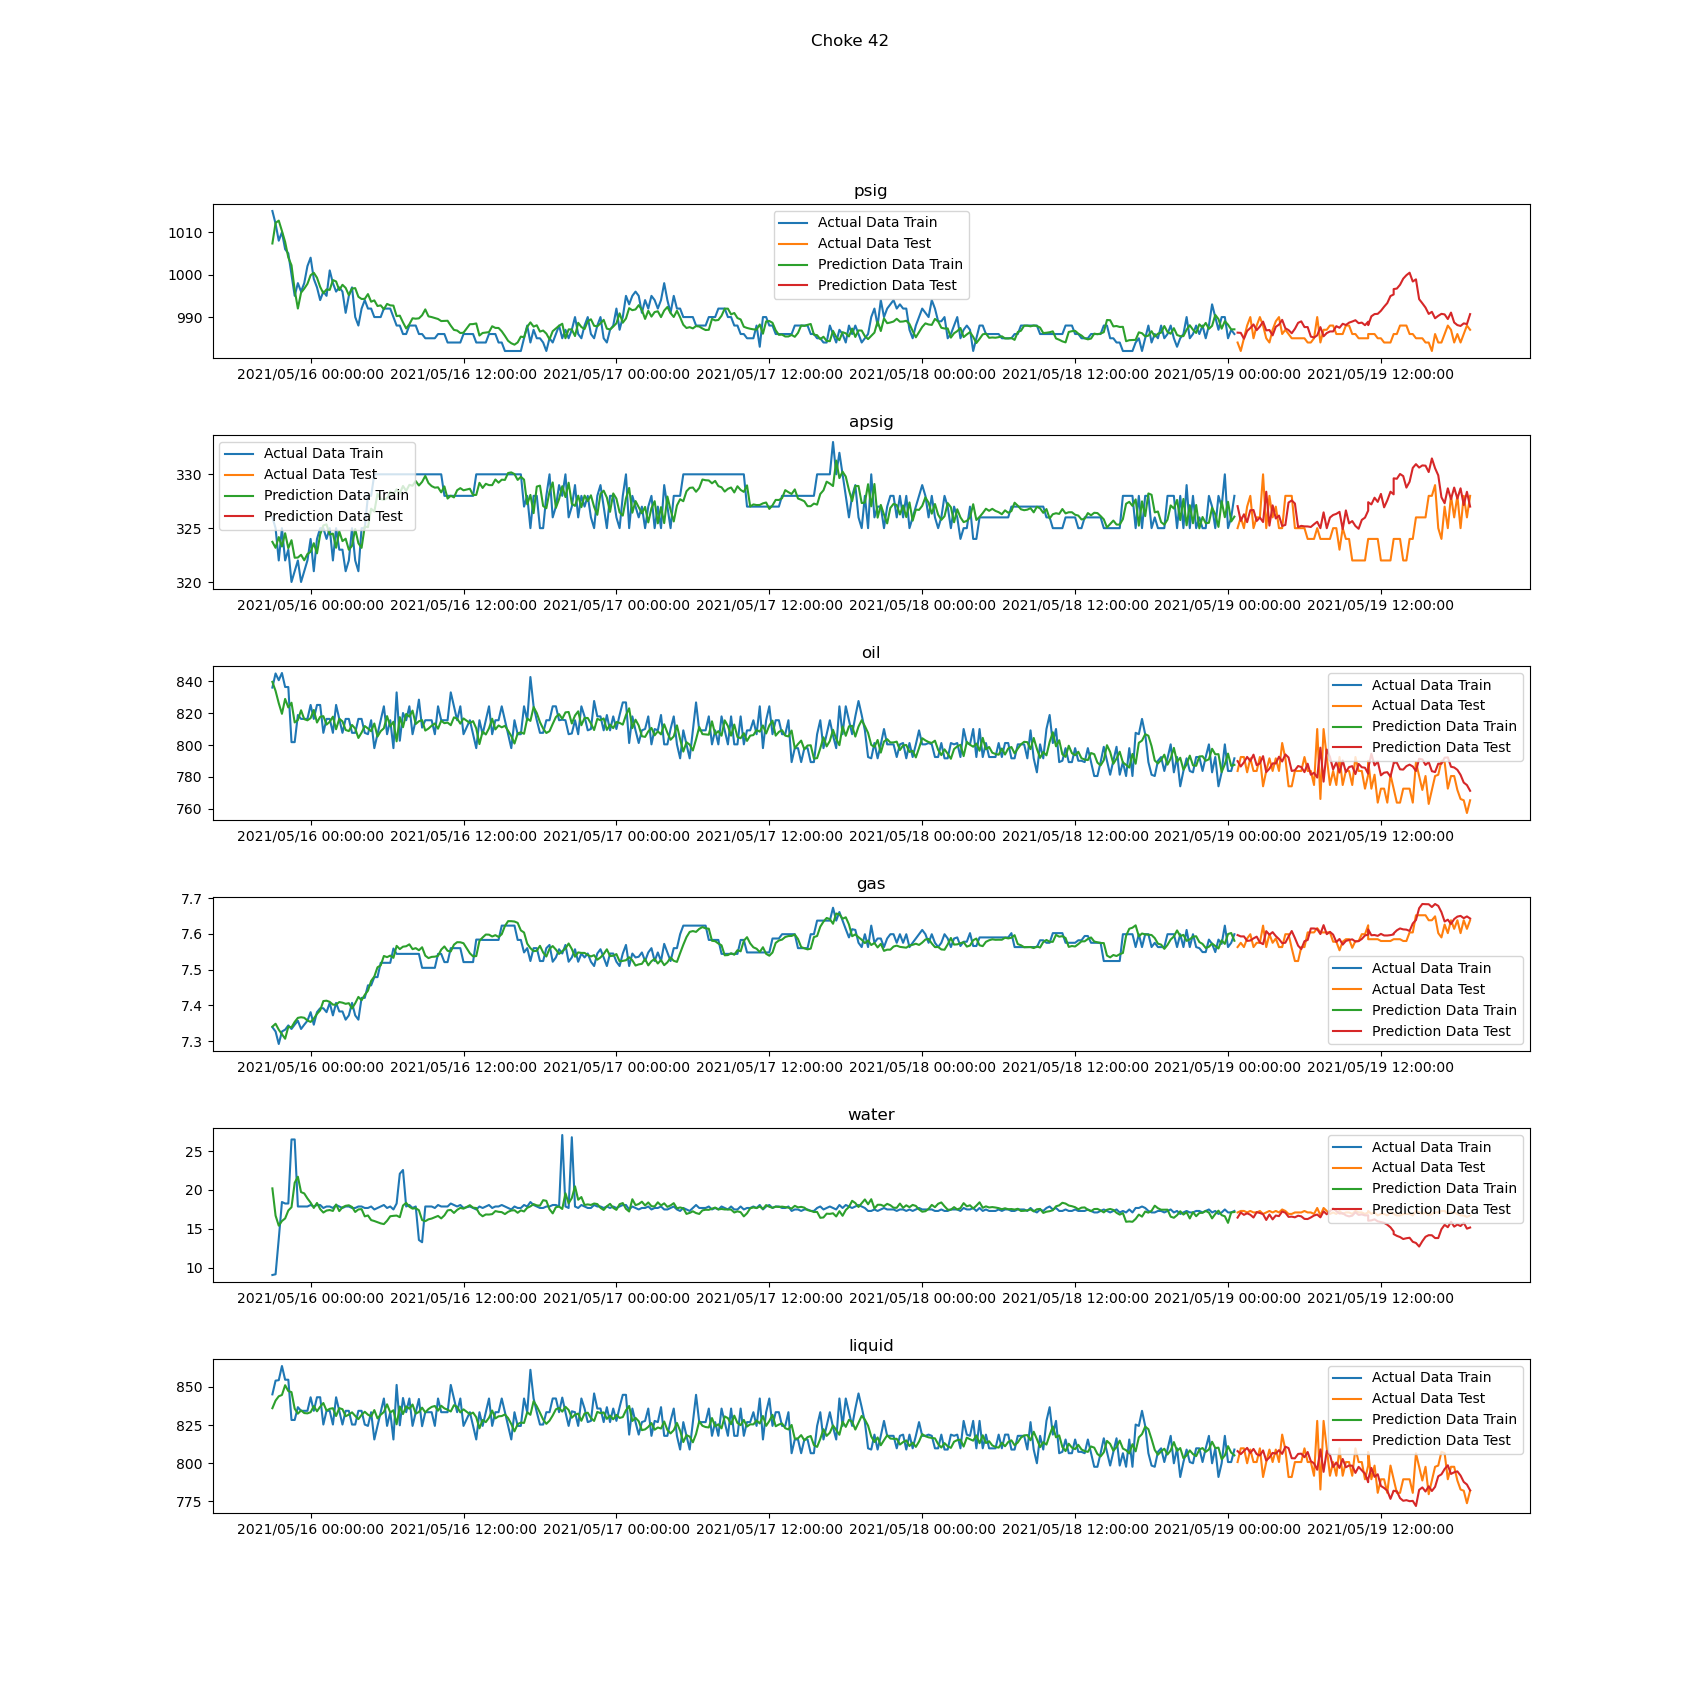 Choke 42
psig
Actual Data Train
Actual Data Test
Prediction Data Train
Prediction Data Test
1010
1000
990
2021/05/16 00:00:00 2021/05/16 12:00:00 2021/05/17 00:00:00 2021/05/17 12:00:00 2021/05/18 00:00:00 2021/05/18 12:00:00 2021/05/19 00:00:00 2021/05/19 12:00:00
apsig
Actual Data Train
Actual Data Test
Prediction Data Train
Prediction Data Test
330
325
320
2021/05/16 00:00:00 2021/05/16 12:00:00 2021/05/17 00:00:00 2021/05/17 12:00:00 2021/05/18 00:00:00 2021/05/18 12:00:00 2021/05/19 00:00:00 2021/05/19 12:00:00
oil
Actual Data Train
Actual Data Test
Prediction Data Train
Prediction Data Test
840
820
800
780
760
2021/05/16 00:00:00 2021/05/16 12:00:00 2021/05/17 00:00:00 2021/05/17 12:00:00 2021/05/18 00:00:00 2021/05/18 12:00:00 2021/05/19 00:00:00 2021/05/19 12:00:00
gas
7.7
7.6
7.5
7.4
7.3
Actual Data Train
Actual Data Test
Prediction Data Train
Prediction Data Test
2021/05/16 00:00:00 2021/05/16 12:00:00 2021/05/17 00:00:00 2021/05/17 12:00:00 2021/05/18 00:00:00 2021/05/18 12:00:00 2021/05/19 00:00:00 2021/05/19 12:00:00
water
Actual Data Train
Actual Data Test
Prediction Data Train
Prediction Data Test
25
20
15
10
2021/05/16 00:00:00 2021/05/16 12:00:00 2021/05/17 00:00:00 2021/05/17 12:00:00 2021/05/18 00:00:00 2021/05/18 12:00:00 2021/05/19 00:00:00 2021/05/19 12:00:00
liquid
Actual Data Train
Actual Data Test
Prediction Data Train
Prediction Data Test
850
825
800
775
2021/05/16 00:00:00 2021/05/16 12:00:00 2021/05/17 00:00:00 2021/05/17 12:00:00 2021/05/18 00:00:00 2021/05/18 12:00:00 2021/05/19 00:00:00 2021/05/19 12:00:00